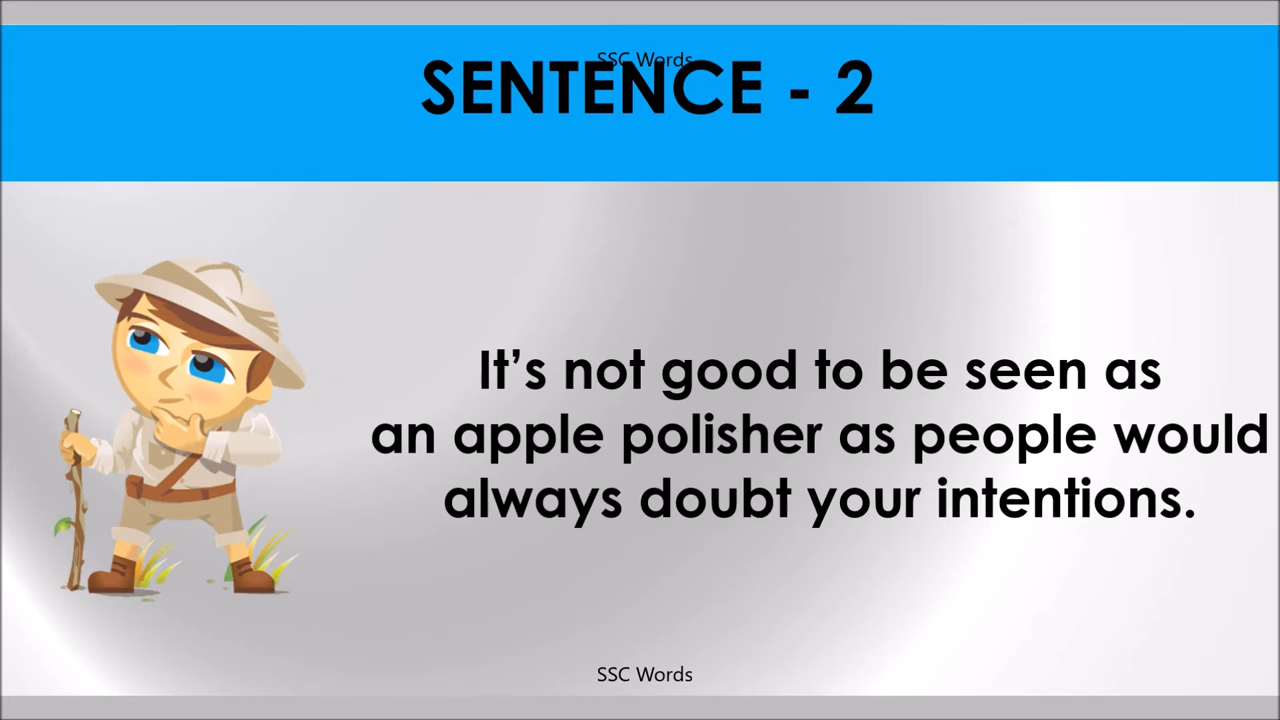 SSC Words
SENTENCE - 2
It’s not good to be seen as
an apple polisher as people would
always doubt your intentions.
SSC Words